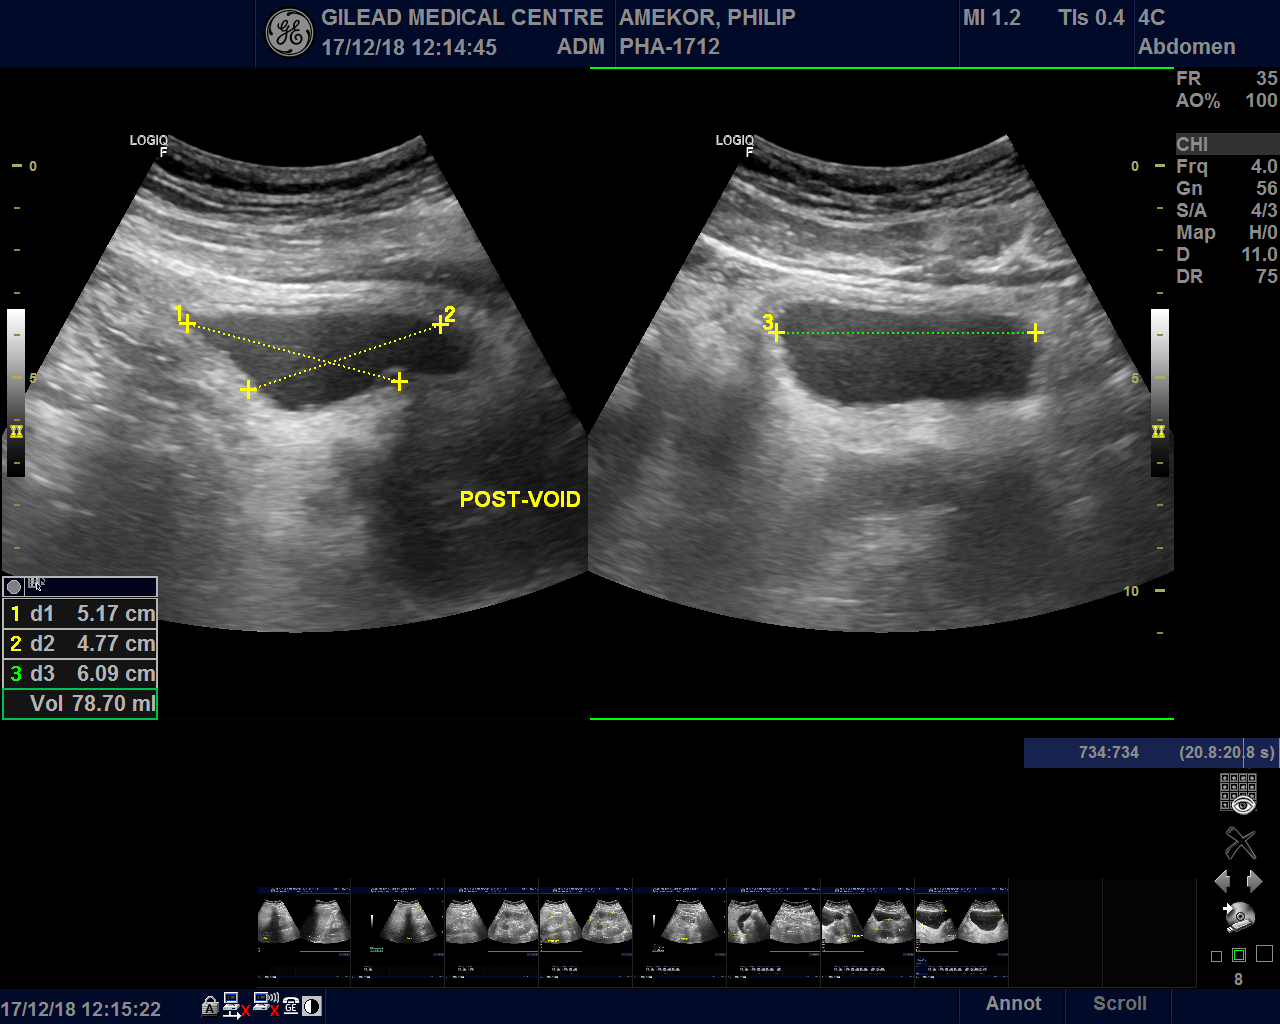 GILEAD MEDICAL CENTRE
17/12/18 12:14:45 ADM
AMEKOR, PHILIP
PHA-1712
MI 1.2 TIs 0.4
4C
Abdomen
FR 35
AO% 100
CHI
Frq 4.0
Gn 56
S/A 4/3
Map H/0
D 11.0
DR 75
LOGIQ
F
LOGIQ
F
0
5
0
5
10
1
2
3
POST-VOID
1 d1 5.17 cm
2 d2 4.77 cm
3 d3 6.09 cm
Vol 78.70 ml
734:734 (20.8:20.8 s)
8
17/12/18 12:15:22
GE
Annot
Scroll